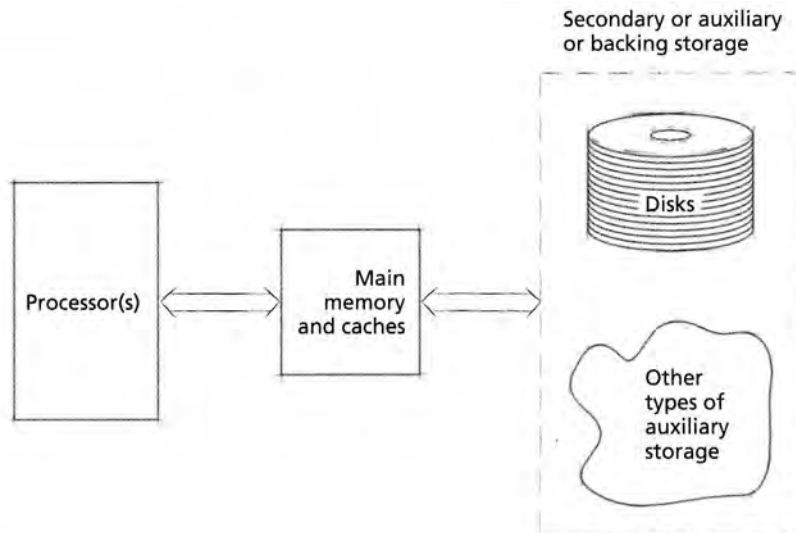 Secondary or auxiliary
or backing storage
Disks
Processor(s)
Main
memory
and caches
Other
types of
auxiliary
storage